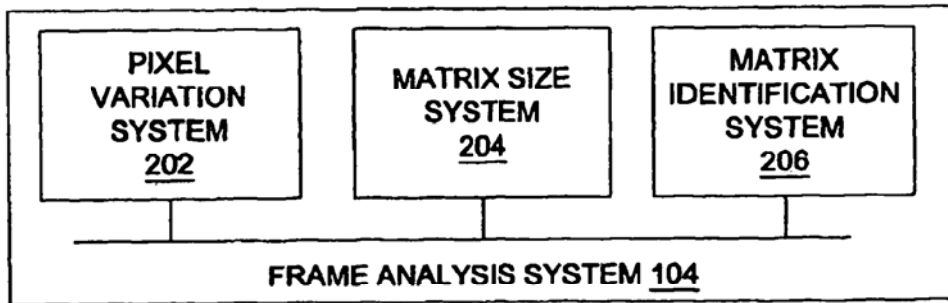 PIXEL
VARIATION
SYSTEM
202
MATRIX SIZE
SYSTEM
204
MATRIX
IDENTIFICATION
SYSTEM
206
FRAME ANALYSIS SYSTEM 104